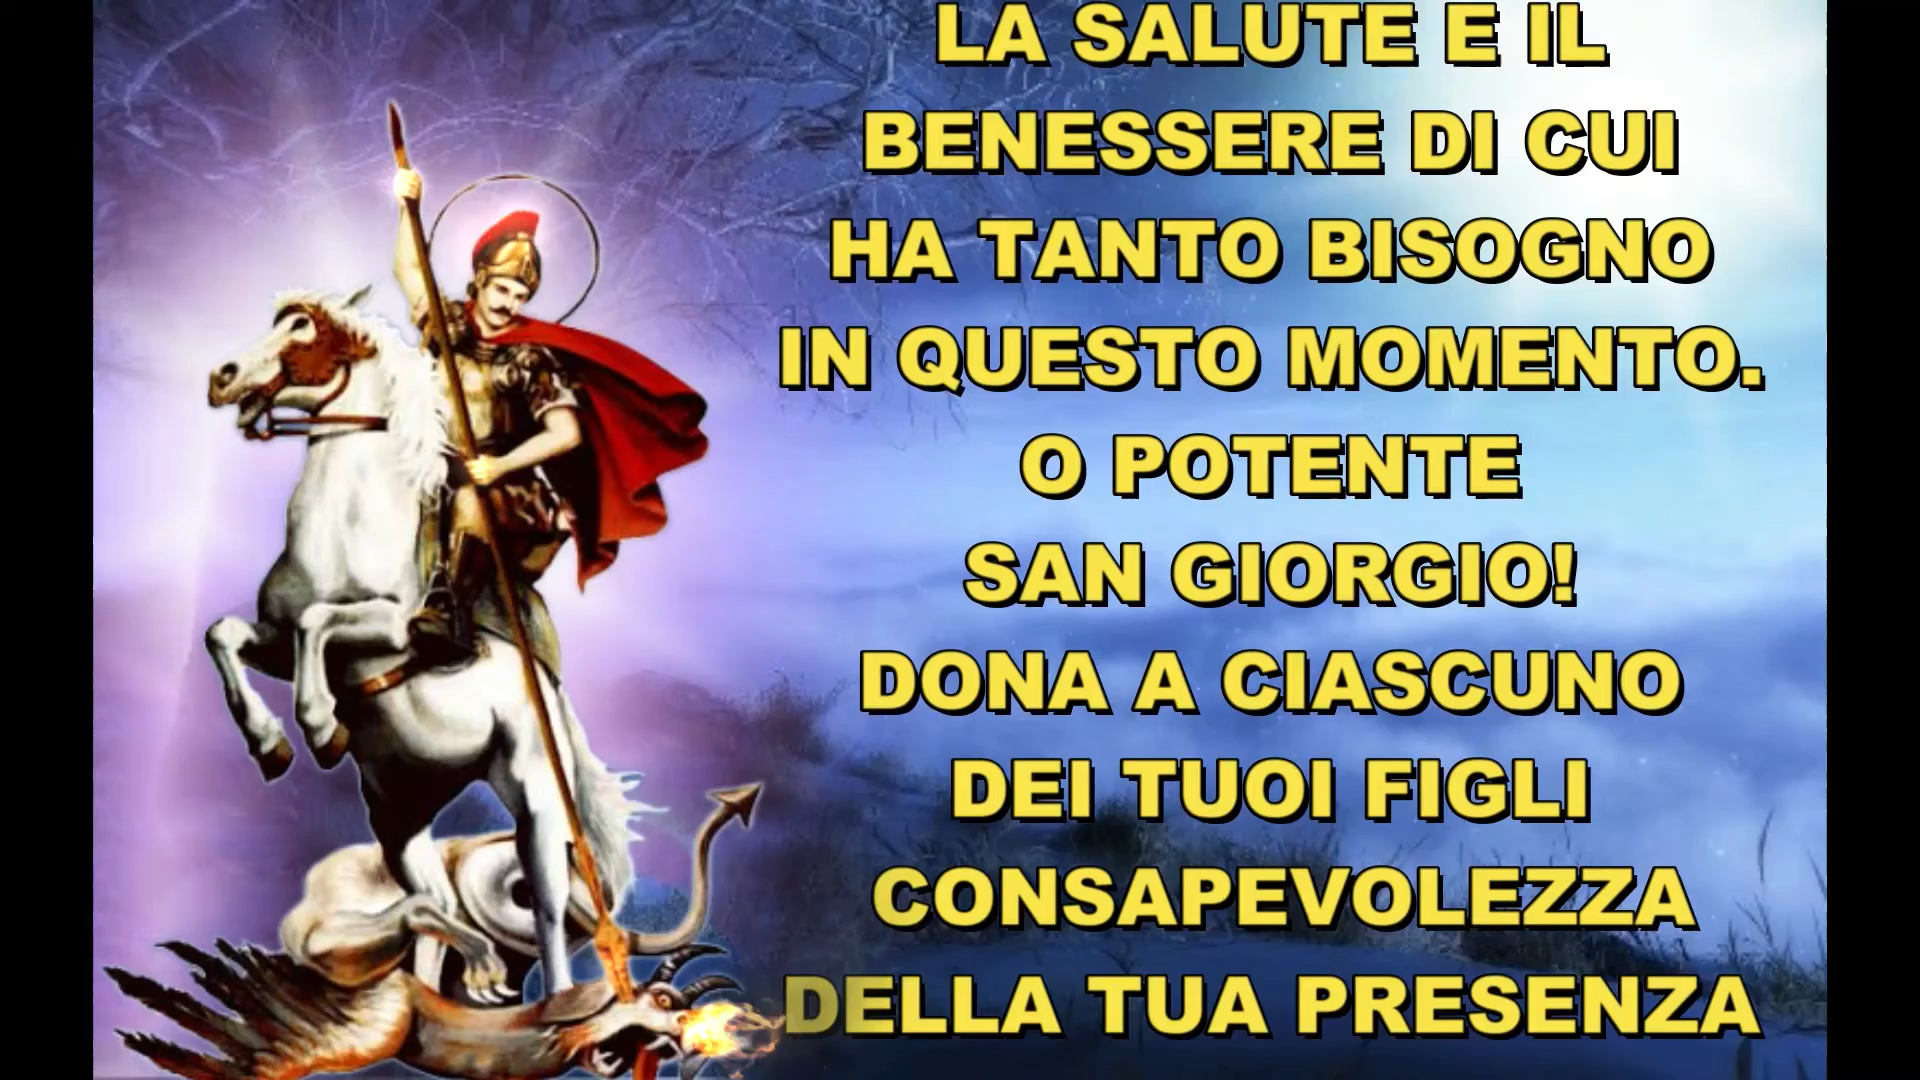 LA SALUTE E IL
BENESSERE DI CUI
HA TANTO BISOGNO
IN QUESTO MOMENTO.
O POTENTE
SAN GIORGIO!
DONA A CIASCUNO
DEI TUOI FIGLI
CONSAPEVOLEZZA
DELLA TUA PRESENZA